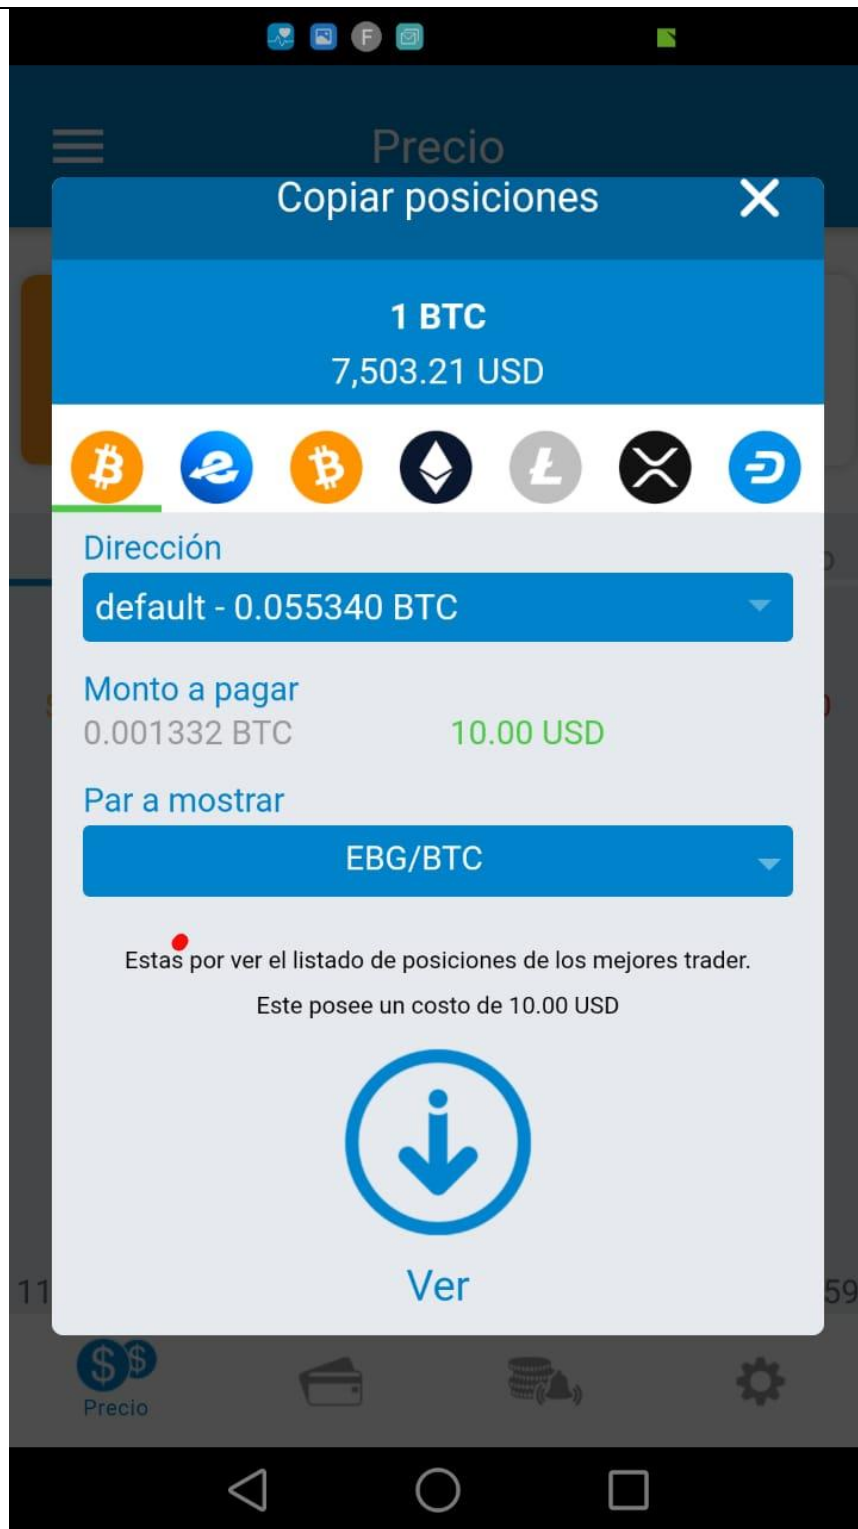 F
Precio
Copiar posiciones
1 BTC
7,503.21 USD
Dirección
default - 0.055340 BTC
Monto a pagar
0.001332 BTC 10.00 USD
Par a mostrar
EBG/BTC
Estas por ver el listado de posiciones de los mejores trader.
Este posee un costo de 10.00 USD
Ver
11
59
Precio